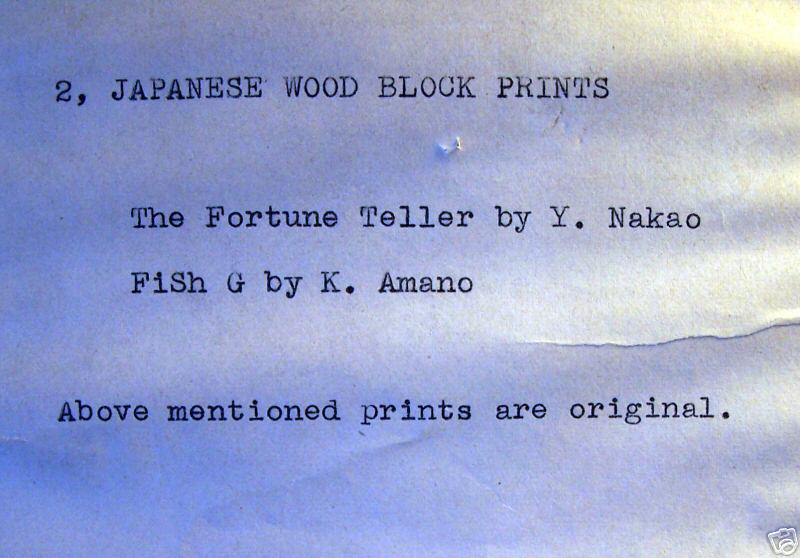 2, JAPANESE WOOD BLOCK PRINTS
The Fortune Teller by Y. Nakao
FiSh G by K. Amano
Above mentioned prints are original.